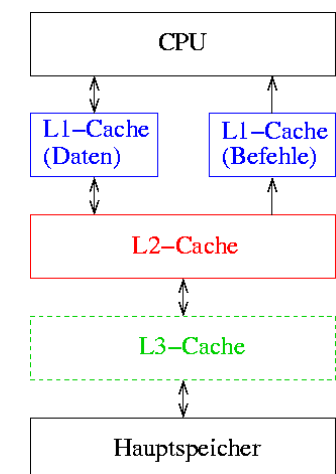 CPU
L1–Cache
(Daten)
L1–Cache
(Befehle)
L2–Cache
L3–Cache
Hauptspeicher